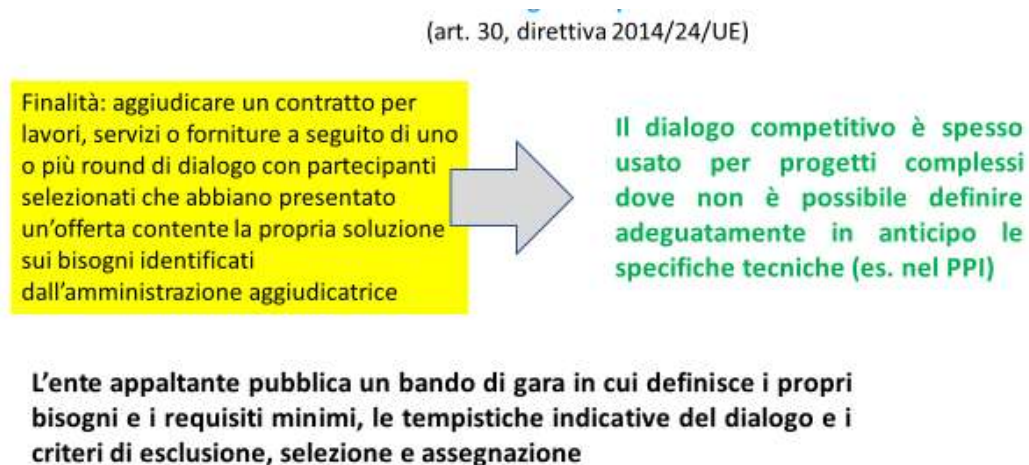 (art. 30, direttiva 2014/24/UE)
Finalità: aggiudicare un contratto per
lavori, servizi o forniture a seguito di uno
o più round di dialogo con partecipanti
selezionati che abbiano presentato
un'offerta contente la propria soluzione
sui bisogni identificati
dall'amministrazione aggiudicatrice
Il dialogo competitivo è spesso
usato per progetti complessi
dove non è possibile definire
adeguatamente in anticipo le
specifiche tecniche (es. nel PPI)
L'ente appaltante pubblica un bando di gara in cui definisce i propri
bisogni e i requisiti minimi, le tempistiche indicative del dialogo e i
criteri di esclusione, selezione e assegnazione